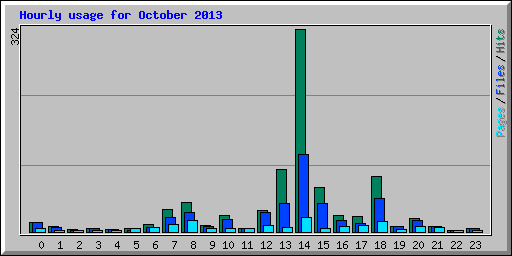 Hourly usage for October 2013
324
Pages/Files/Hits
0 1 2 3 4 5 6 7 8 9 10 11 12 13 14 15 16 17 18 19 20 21 22 23